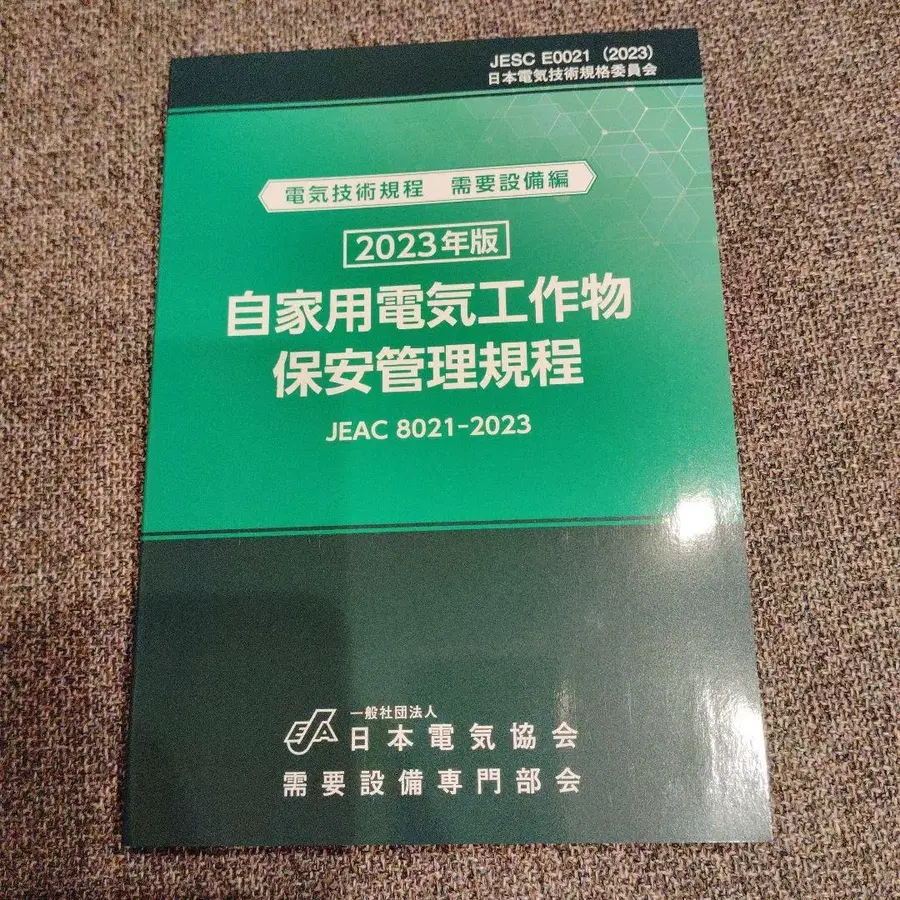 JESC E0021（2023）
日本電気技術規格委員会
電気技術規程　需要設備編
2023年版
自家用電気工作物
保安管理規程
JEAC 8021-2023
一般社団法人
JEA 日本電気協会
需要設備専門部会